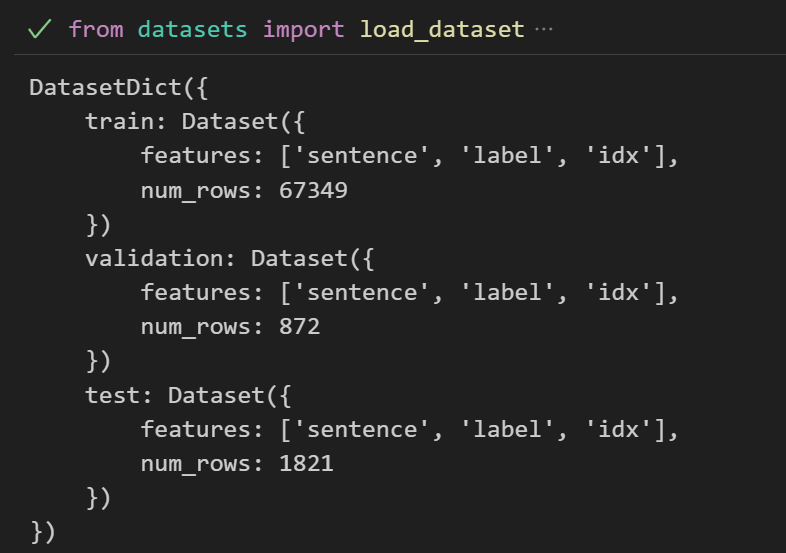 from datasets import load_dataset ...
DatasetDict({
    train: Dataset({
        features: ['sentence', 'label', 'idx'],
        num_rows: 67349
    })
    validation: Dataset({
        features: ['sentence', 'label', 'idx'],
        num_rows: 872
    })
    test: Dataset({
        features: ['sentence', 'label', 'idx'],
        num_rows: 1821
    })
})